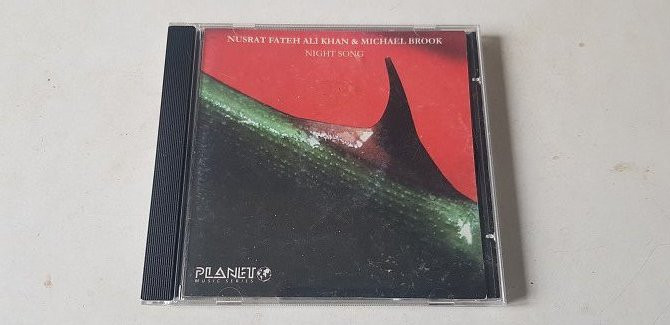 NUSRAT FATEH ALİ KHAN & MICHAEL BROOK
NIGHT SONG
PLANET
MUSIC SERIES